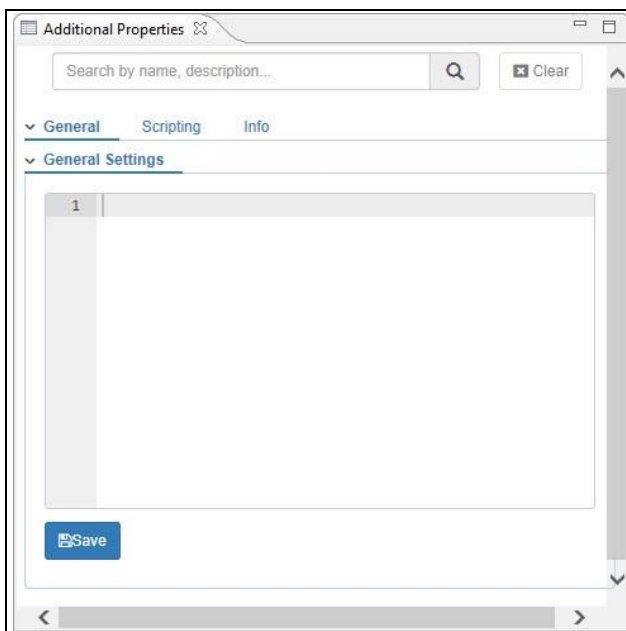 Additional Properties
Search by name, description...
Clear
General Scripting Info
General Settings
1
Save